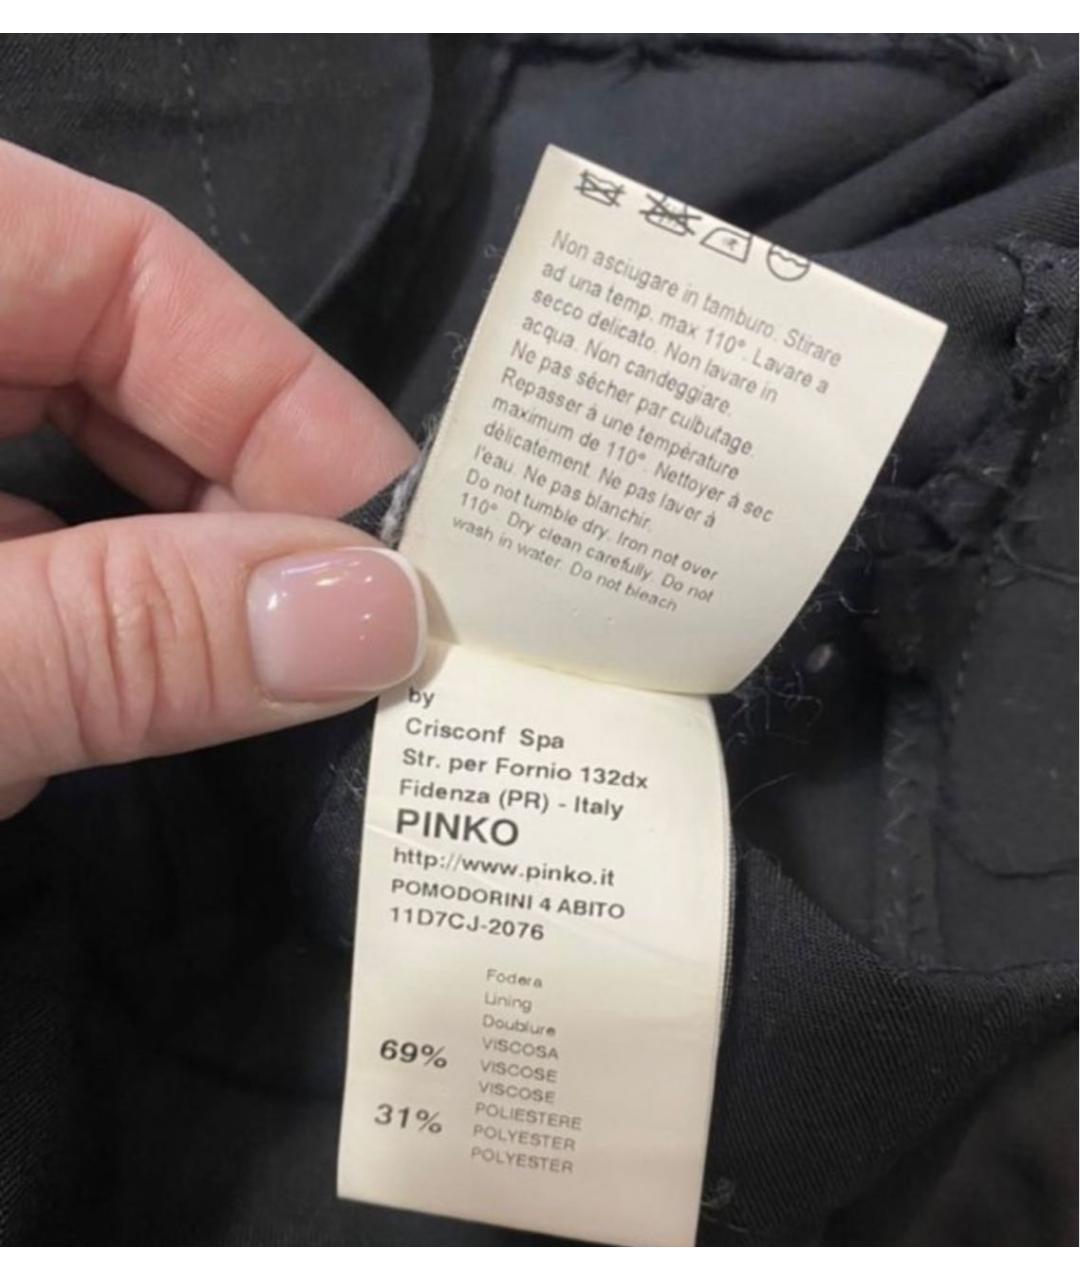 Non asciugare in tamburo. Stirare
ad una temp. max 110°. Lavare a
secco delicato. Non lavare in
acqua. Non candeggiare.
Ne pas sécher par culbutage.
Repasser à une température
maximum de 110°. Nettoyer à sec
délicatement. Ne pas laver à
l'eau. Ne pas blanchir.
Do not tumble dry. Iron not over
110°. Dry clean carefully. Do not
wash in water. Do not bleach
by
Crisconf Spa
Str. per Fornio 132dx
Fidenza (PR) - Italy
PINKO
http://www.pinko.it
POMODORINI 4 ABITO
11D7CJ-2076
Fodera
Lining
Doublure
69% VISCOSA
VISCOSE
VISCOSE
31% POLIESTERE
POLYESTER
POLYESTER